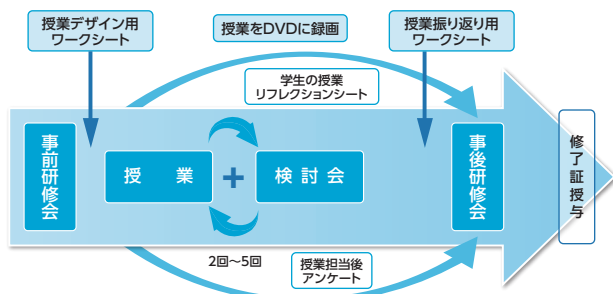 授業デザイン用
ワークシート
授業をDVDに録画
授業振り返り用
ワークシート
学生の授業
リフレクションシート
事前研修会
授　業
+
検討会
事後研修会
修了証授与
2回～5回
授業担当後
アンケート